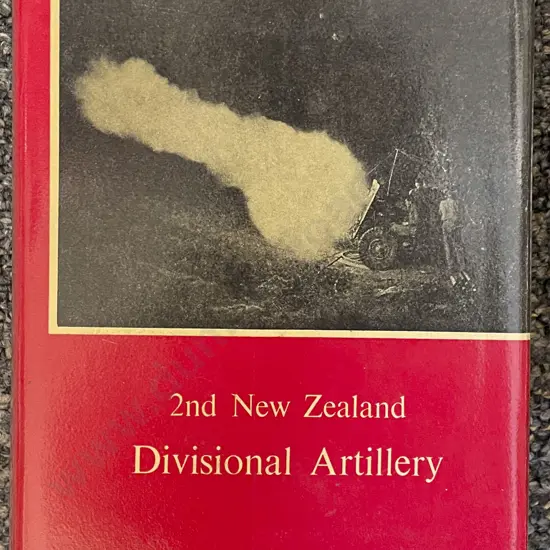 2nd New Zealand
Divisional Artillery